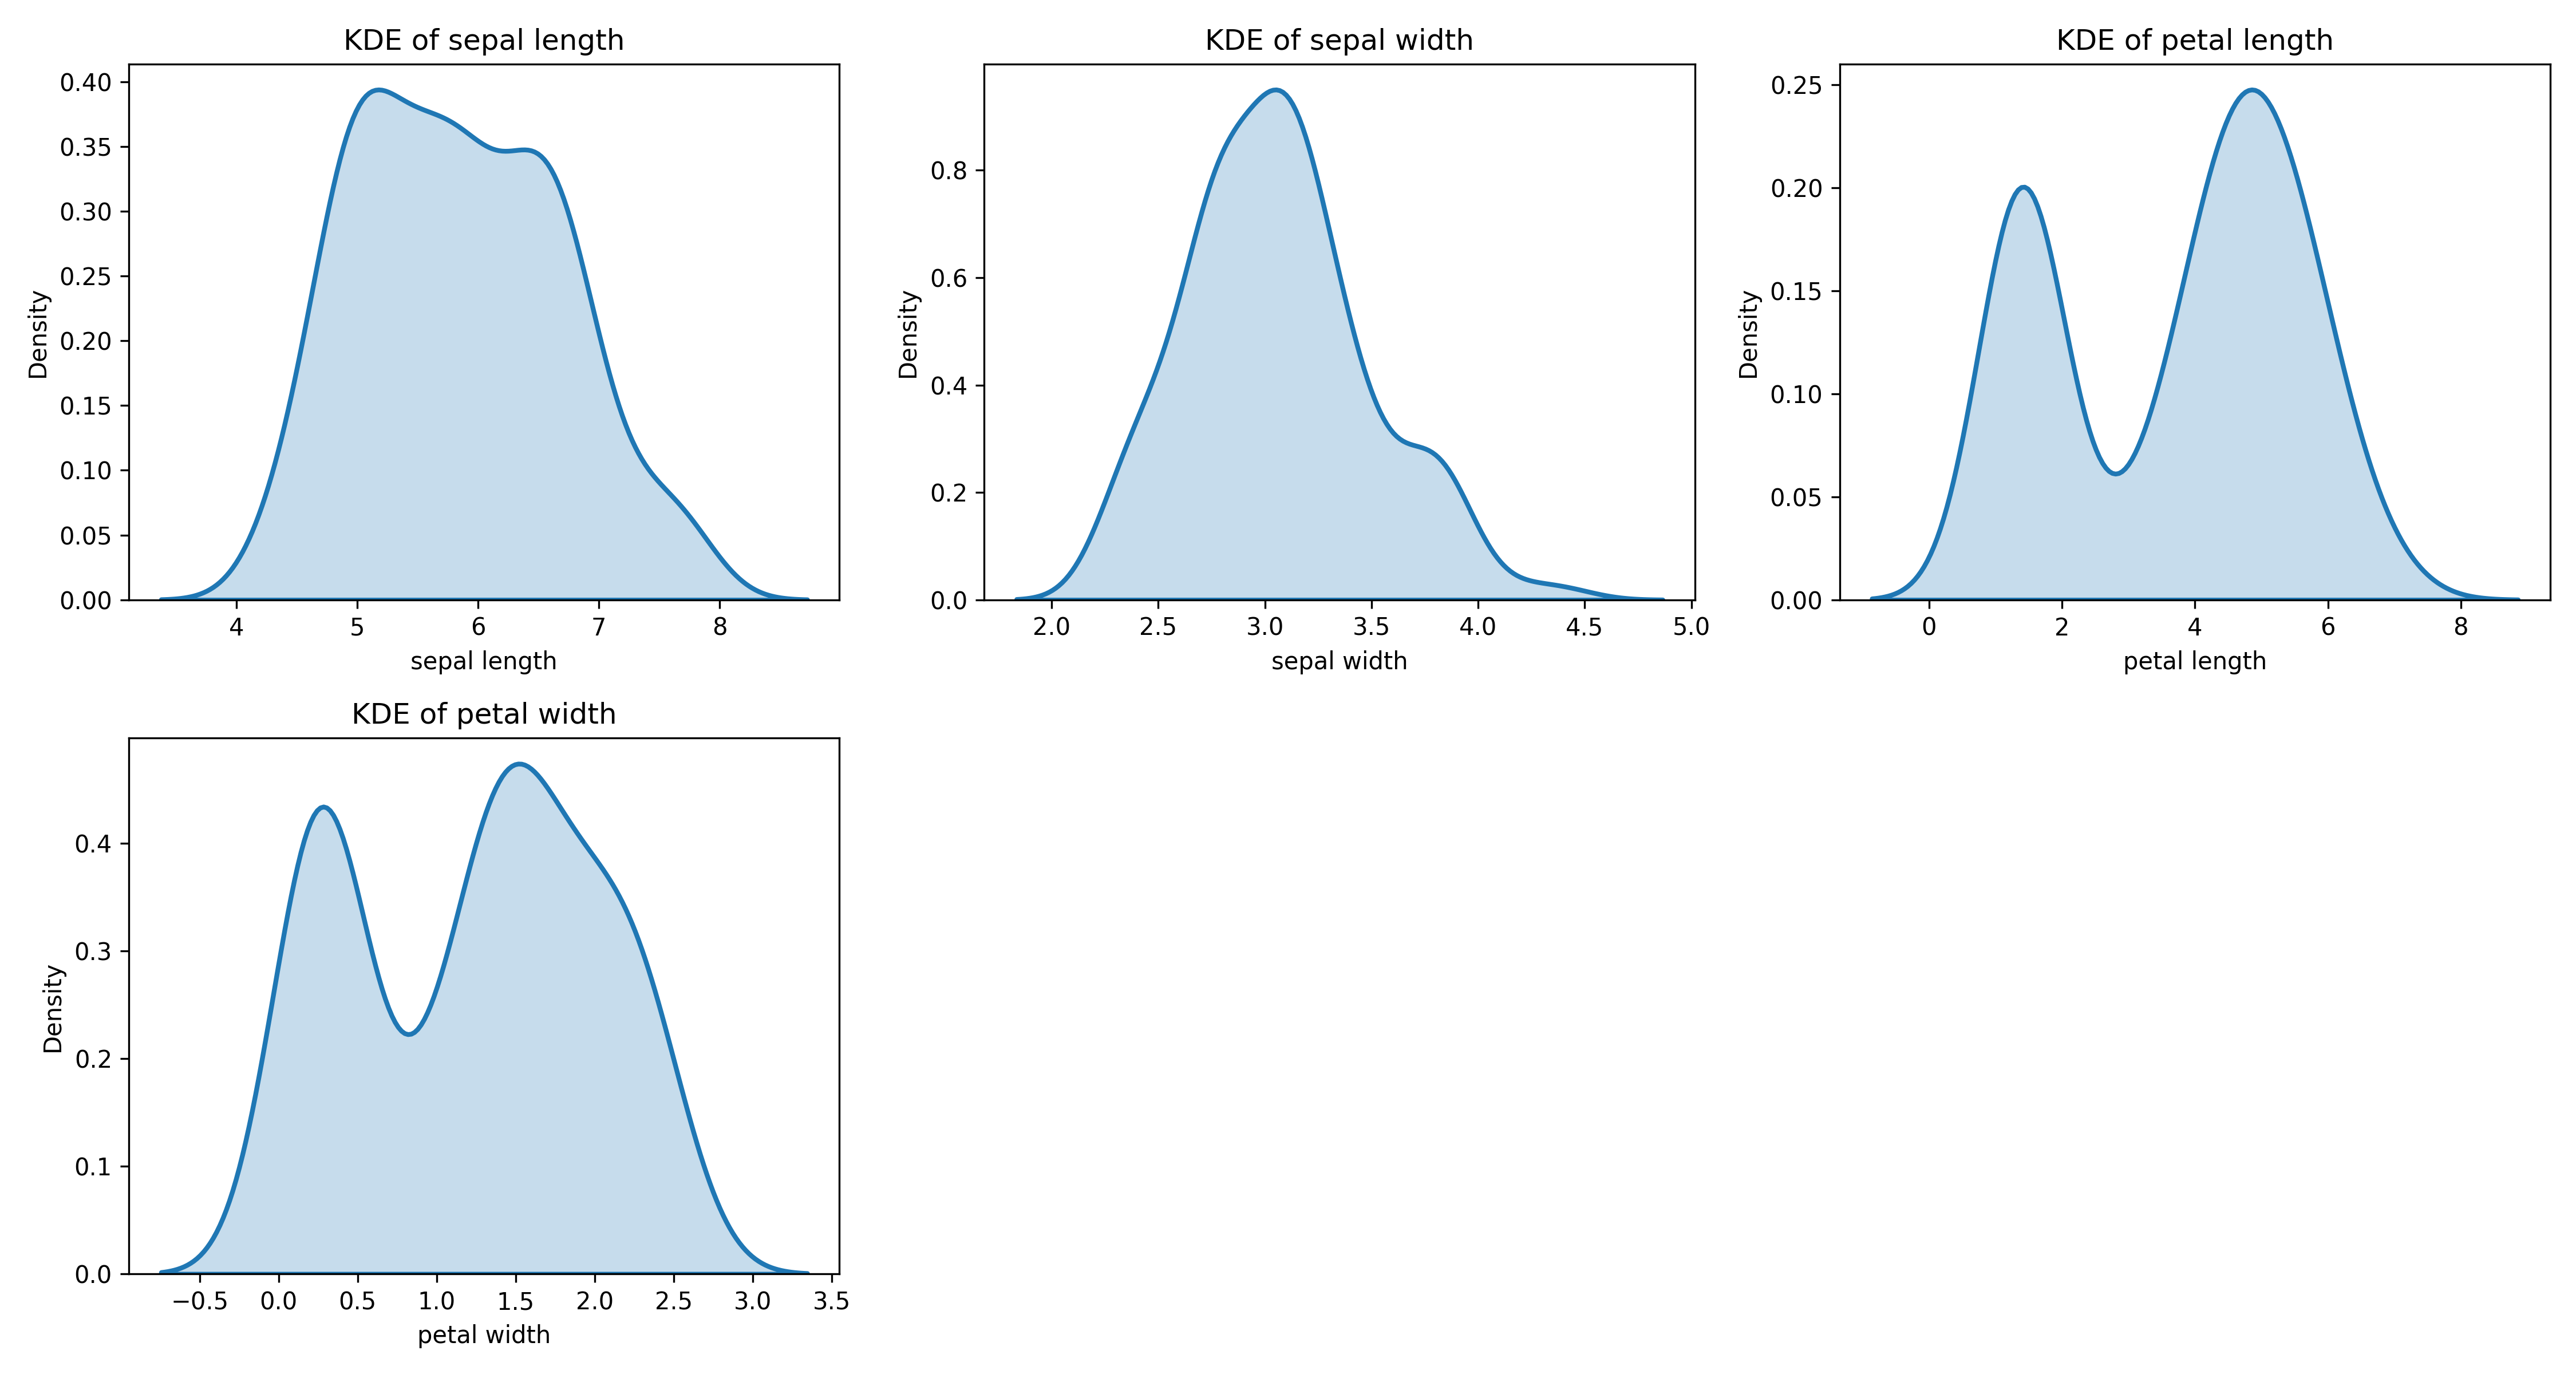 KDE of sepal length
0.40
0.35
0.30
0.25
0.20
0.15
0.10
0.05
0.00
Density
4 5 6 7 8
sepal length
KDE of sepal width
0.8
0.6
0.4
0.2
0.0
Density
2.0 2.5 3.0 3.5 4.0 4.5 5.0
sepal width
KDE of petal length
0.25
0.20
0.15
0.10
0.05
0.00
Density
0 2 4 6 8
petal length
KDE of petal width
0.4
0.3
0.2
0.1
0.0
Density
−0.5 0.0 0.5 1.0 1.5 2.0 2.5 3.0 3.5
petal width